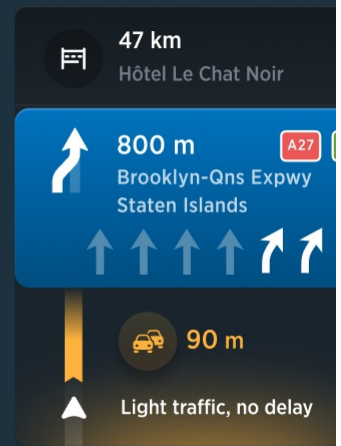 47 km
Hôtel Le Chat Noir
800 m
A27
Brooklyn-Qns Expwy
Staten Islands
90 m
Light traffic, no delay